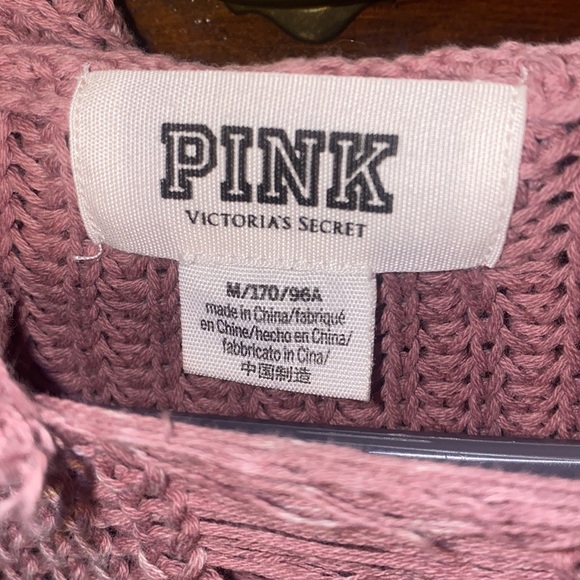 PINK
VICTORIA'S SECRET
M/170/96A
made in China/fabriqué
en Chine/hecho en China/
fabbricato in Cina/
中国制造